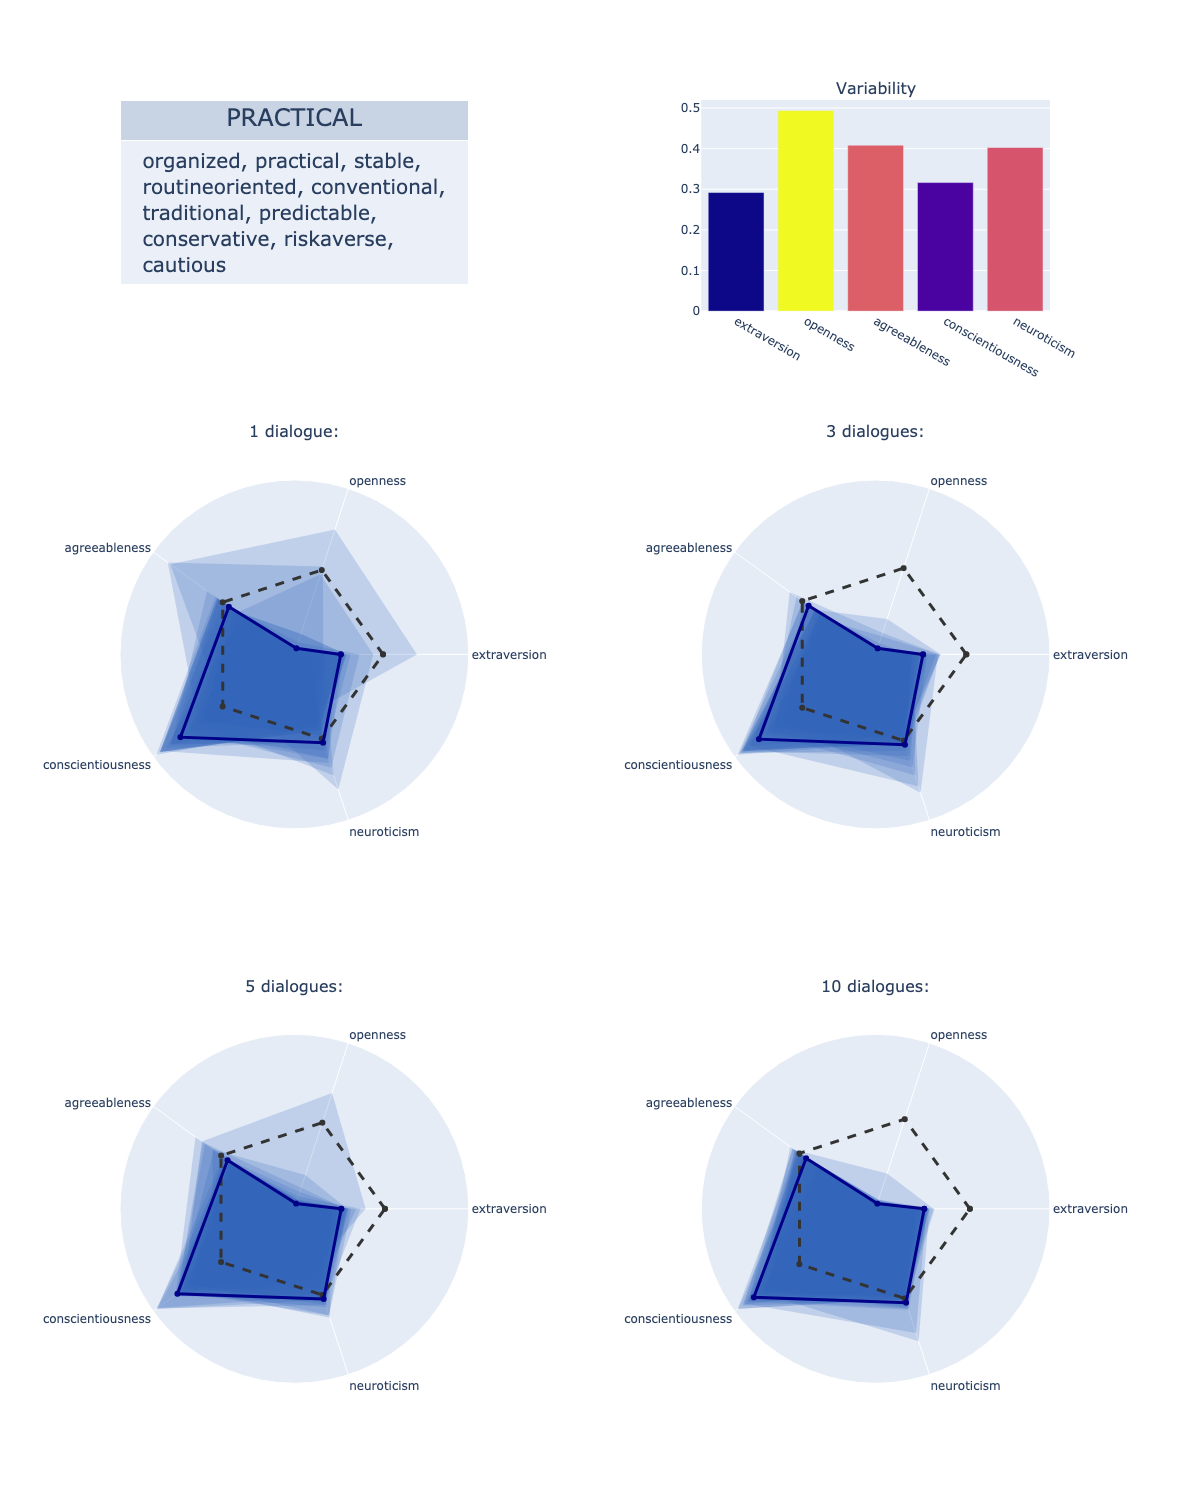 PRACTICAL
organized, practical, stable,
routineoriented, conventional,
traditional, predictable,
conservative, riskaverse,
cautious
Variability
0.5
0.4
0.3
0.2
0.1
0
extraversion
openness
agreeableness
conscientiousness
neuroticism
1 dialogue:
openness
agreeableness
extraversion
conscientiousness
neuroticism
3 dialogues:
openness
agreeableness
extraversion
conscientiousness
neuroticism
5 dialogues:
openness
agreeableness
extraversion
conscientiousness
neuroticism
10 dialogues:
openness
agreeableness
extraversion
conscientiousness
neuroticism